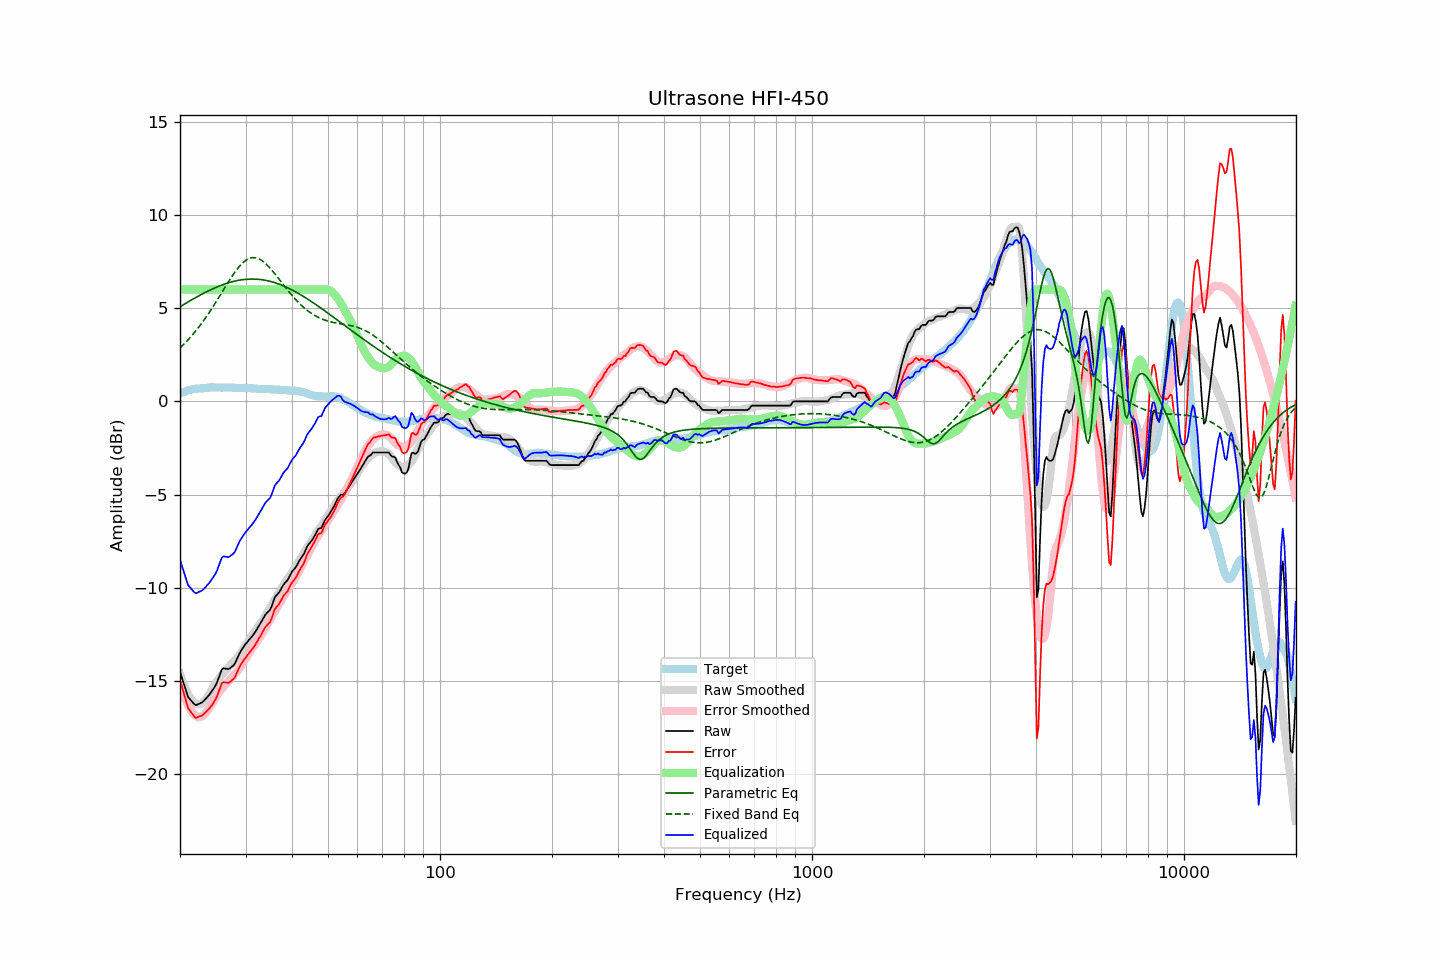 Ultrasone HFI-450
Amplitude (dBr)
15
10
5
0
−5
−10
−15
−20
100
1000
10000
Frequency (Hz)
Target
Raw Smoothed
Error Smoothed
Raw
Error
Equalization
Parametric Eq
Fixed Band Eq
Equalized